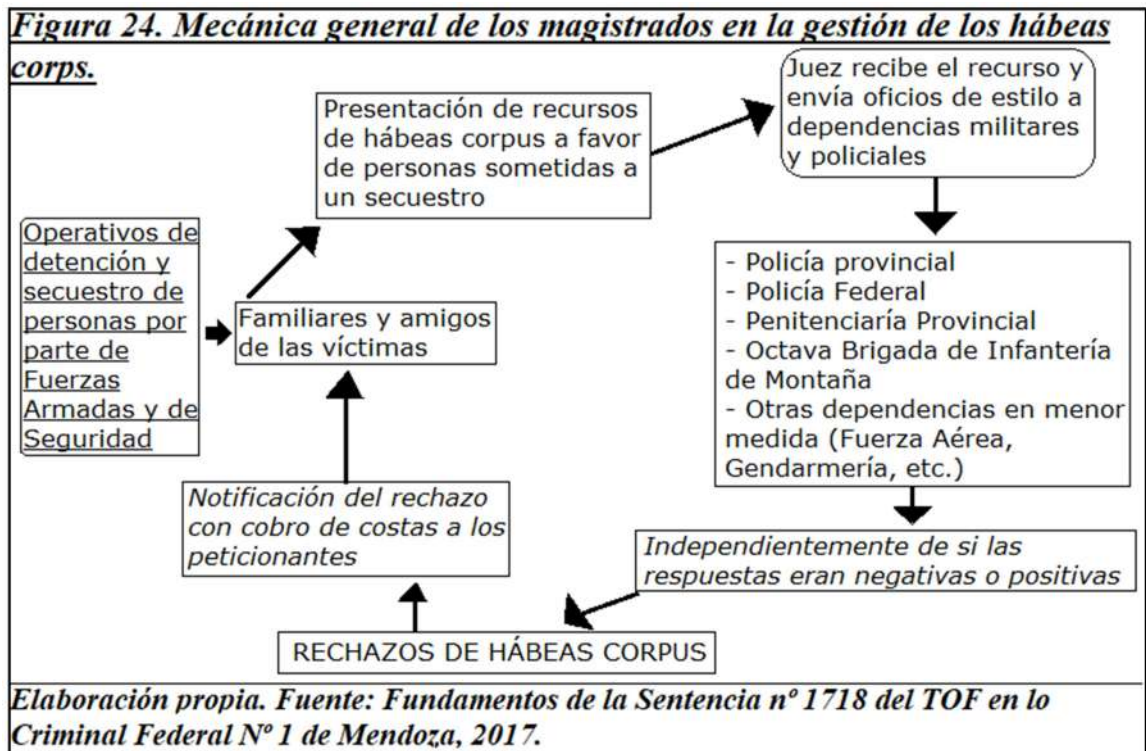 Figura 24. Mecánica general de los magistrados en la gestión de los hábeas
corps.
Operativos de
detención y
secuestro de
personas por
parte de
Fuerzas
Armadas y de
Seguridad
Familiares y amigos
de las víctimas
Presentación de recursos
de hábeas corpus a favor
de personas sometidas a
un secuestro
Juez recibe el recurso y
envía oficios de estilo a
dependencias militares
y policiales
- Policía provincial
- Policía Federal
- Penitenciaría Provincial
- Octava Brigada de Infantería
de Montaña
- Otras dependencias en menor
medida (Fuerza Aérea,
Gendarmería, etc.)
Independientemente de si las
respuestas eran negativas o positivas
RECHAZOS DE HÁBEAS CORPUS
Notificación del rechazo
con cobro de costas a los
peticionantes
Elaboración propia. Fuente: Fundamentos de la Sentencia nº 1718 del TOF en lo
Criminal Federal Nº 1 de Mendoza, 2017.